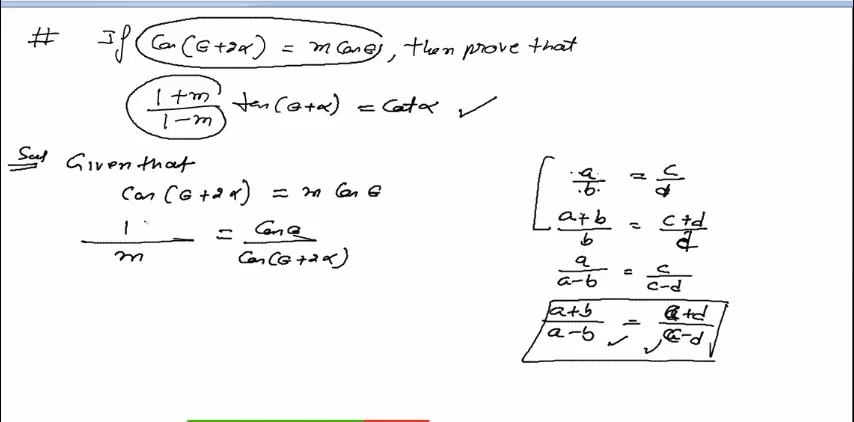 # If Cos(θ+2α) = m Cosθ, then prove that
1+m/1-m tan(θ+α) = Cotα ✓
Sol Given that
Cos(θ+2α) = m Cosθ
1/m = Cosθ/Cos(θ+2α)
a/b = c/d
a+b/b = c+d/d
a/a-b = c/c-d
a+b/a-b = c+d/c-d